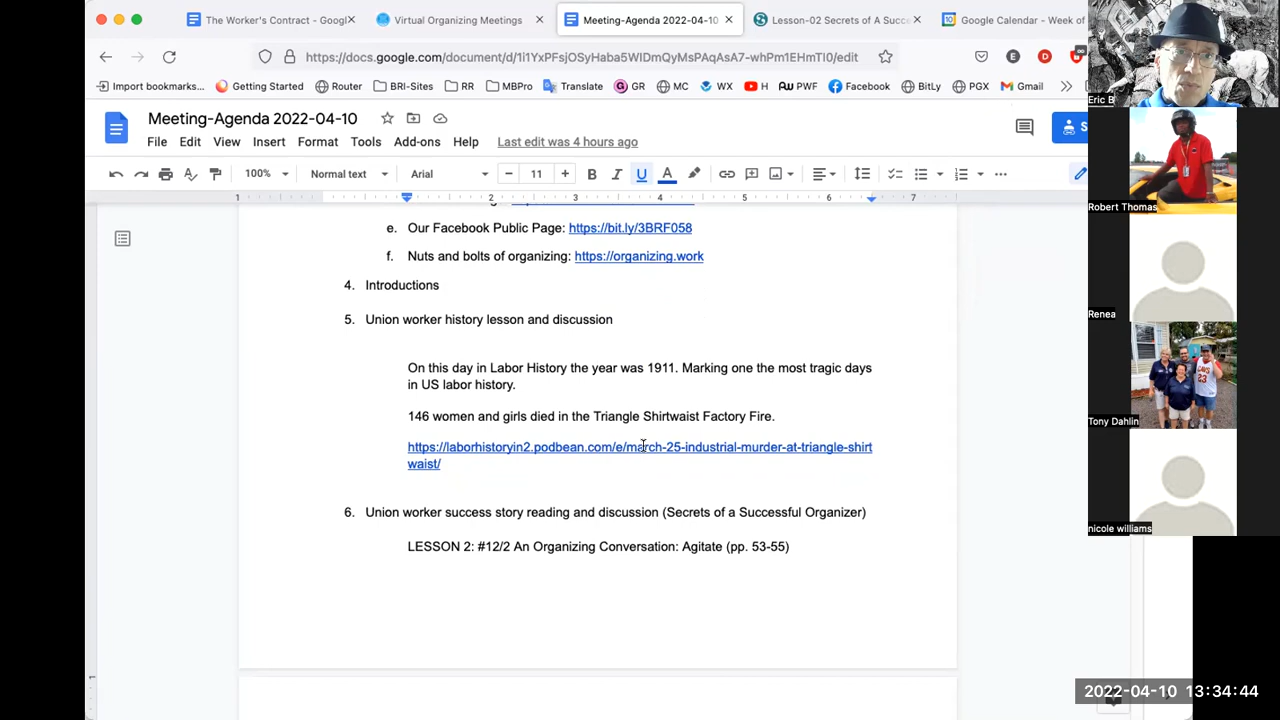 The Worker's Contract - Googl
Virtual Organizing Meetings
Meeting-Agenda 2022-04-10
Lesson-02 Secrets of A Succ
Google Calendar - Week of
https://docs.google.com/document/d/1i1YxPFsjOSyHaba5WIDmQyMsPAqAsA7-whPm1EHmTI0/edit
Import bookmarks...
Getting Started
Router
BRI-Sites
RR
MBPro
Translate
GR
MC
WX
H
PWF
Facebook
BitLy
PGX
Gmail
Meeting-Agenda 2022-04-10
File Edit View Insert Format Tools Add-ons Help Last edit was 4 hours ago
100% Normal text Arial 11 B I U A
1 2 3 4 5 6 7
e. Our Facebook Public Page: https://bit.ly/3BRF058
f. Nuts and bolts of organizing: https://organizing.work
4. Introductions
5. Union worker history lesson and discussion
On this day in Labor History the year was 1911. Marking one the most tragic days
in US labor history.
146 women and girls died in the Triangle Shirtwaist Factory Fire.
https://laborhistoryin2.podbean.com/e/march-25-industrial-murder-at-triangle-shirt
waist/
6. Union worker success story reading and discussion (Secrets of a Successful Organizer)
LESSON 2: #12/2 An Organizing Conversation: Agitate (pp. 53-55)
Eric B
Robert Thomas
Renea
Tony Dahlin
nicole williams
2022-04-10 13:34:44